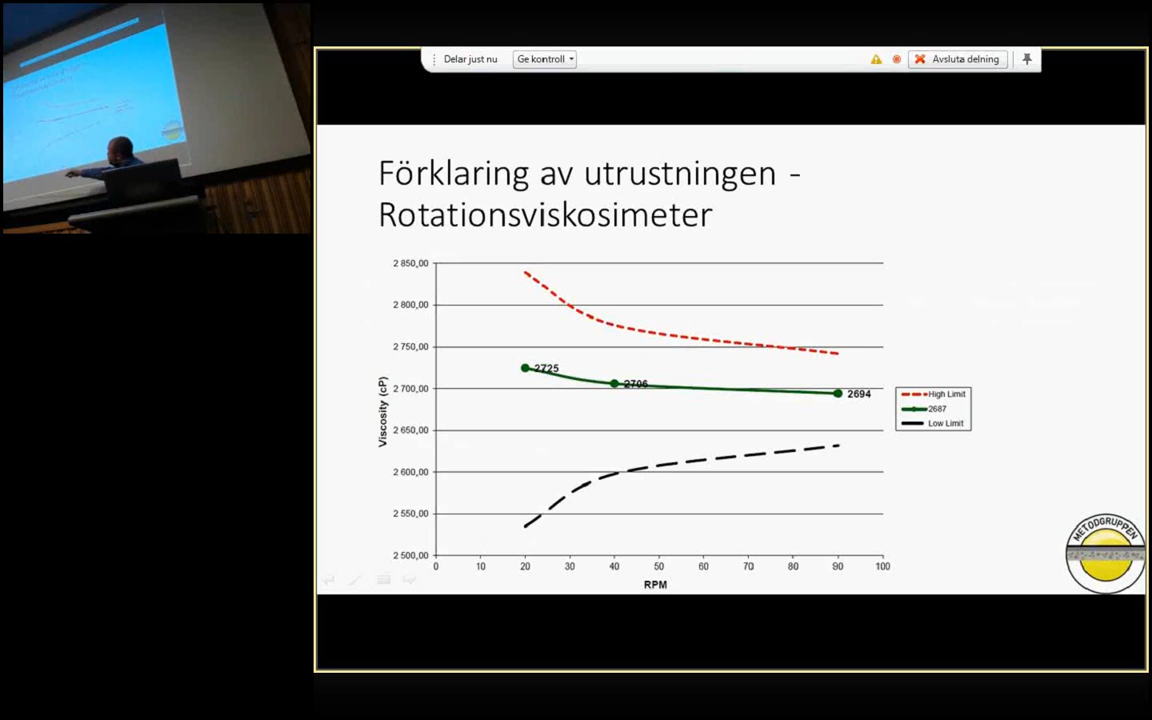 Delar just nu
Ge kontroll
Avsluta delning
Förklaring av utrustningen -
Rotationsviskosimeter
2 850,00
2 800,00
2 750,00
2 700,00
2 650,00
2 600,00
2 550,00
2 500,00
Viscosity (cP)
2725
2706
2694
0 10 20 30 40 50 60 70 80 90 100
RPM
High Limit
2687
Low Limit
METODGRUPPEN